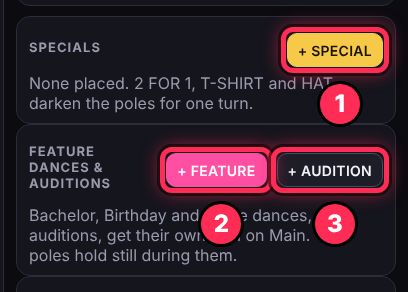 SPECIALS
+ SPECIAL
None placed. 2 FOR 1, T-SHIRT and HAT
darken the poles for one turn.
1
FEATURE
DANCES &
AUDITIONS
+ FEATURE
+ AUDITION
Bachelor, Birthday and dances,
auditions, get their own on Main.
poles hold still during them.
2
3